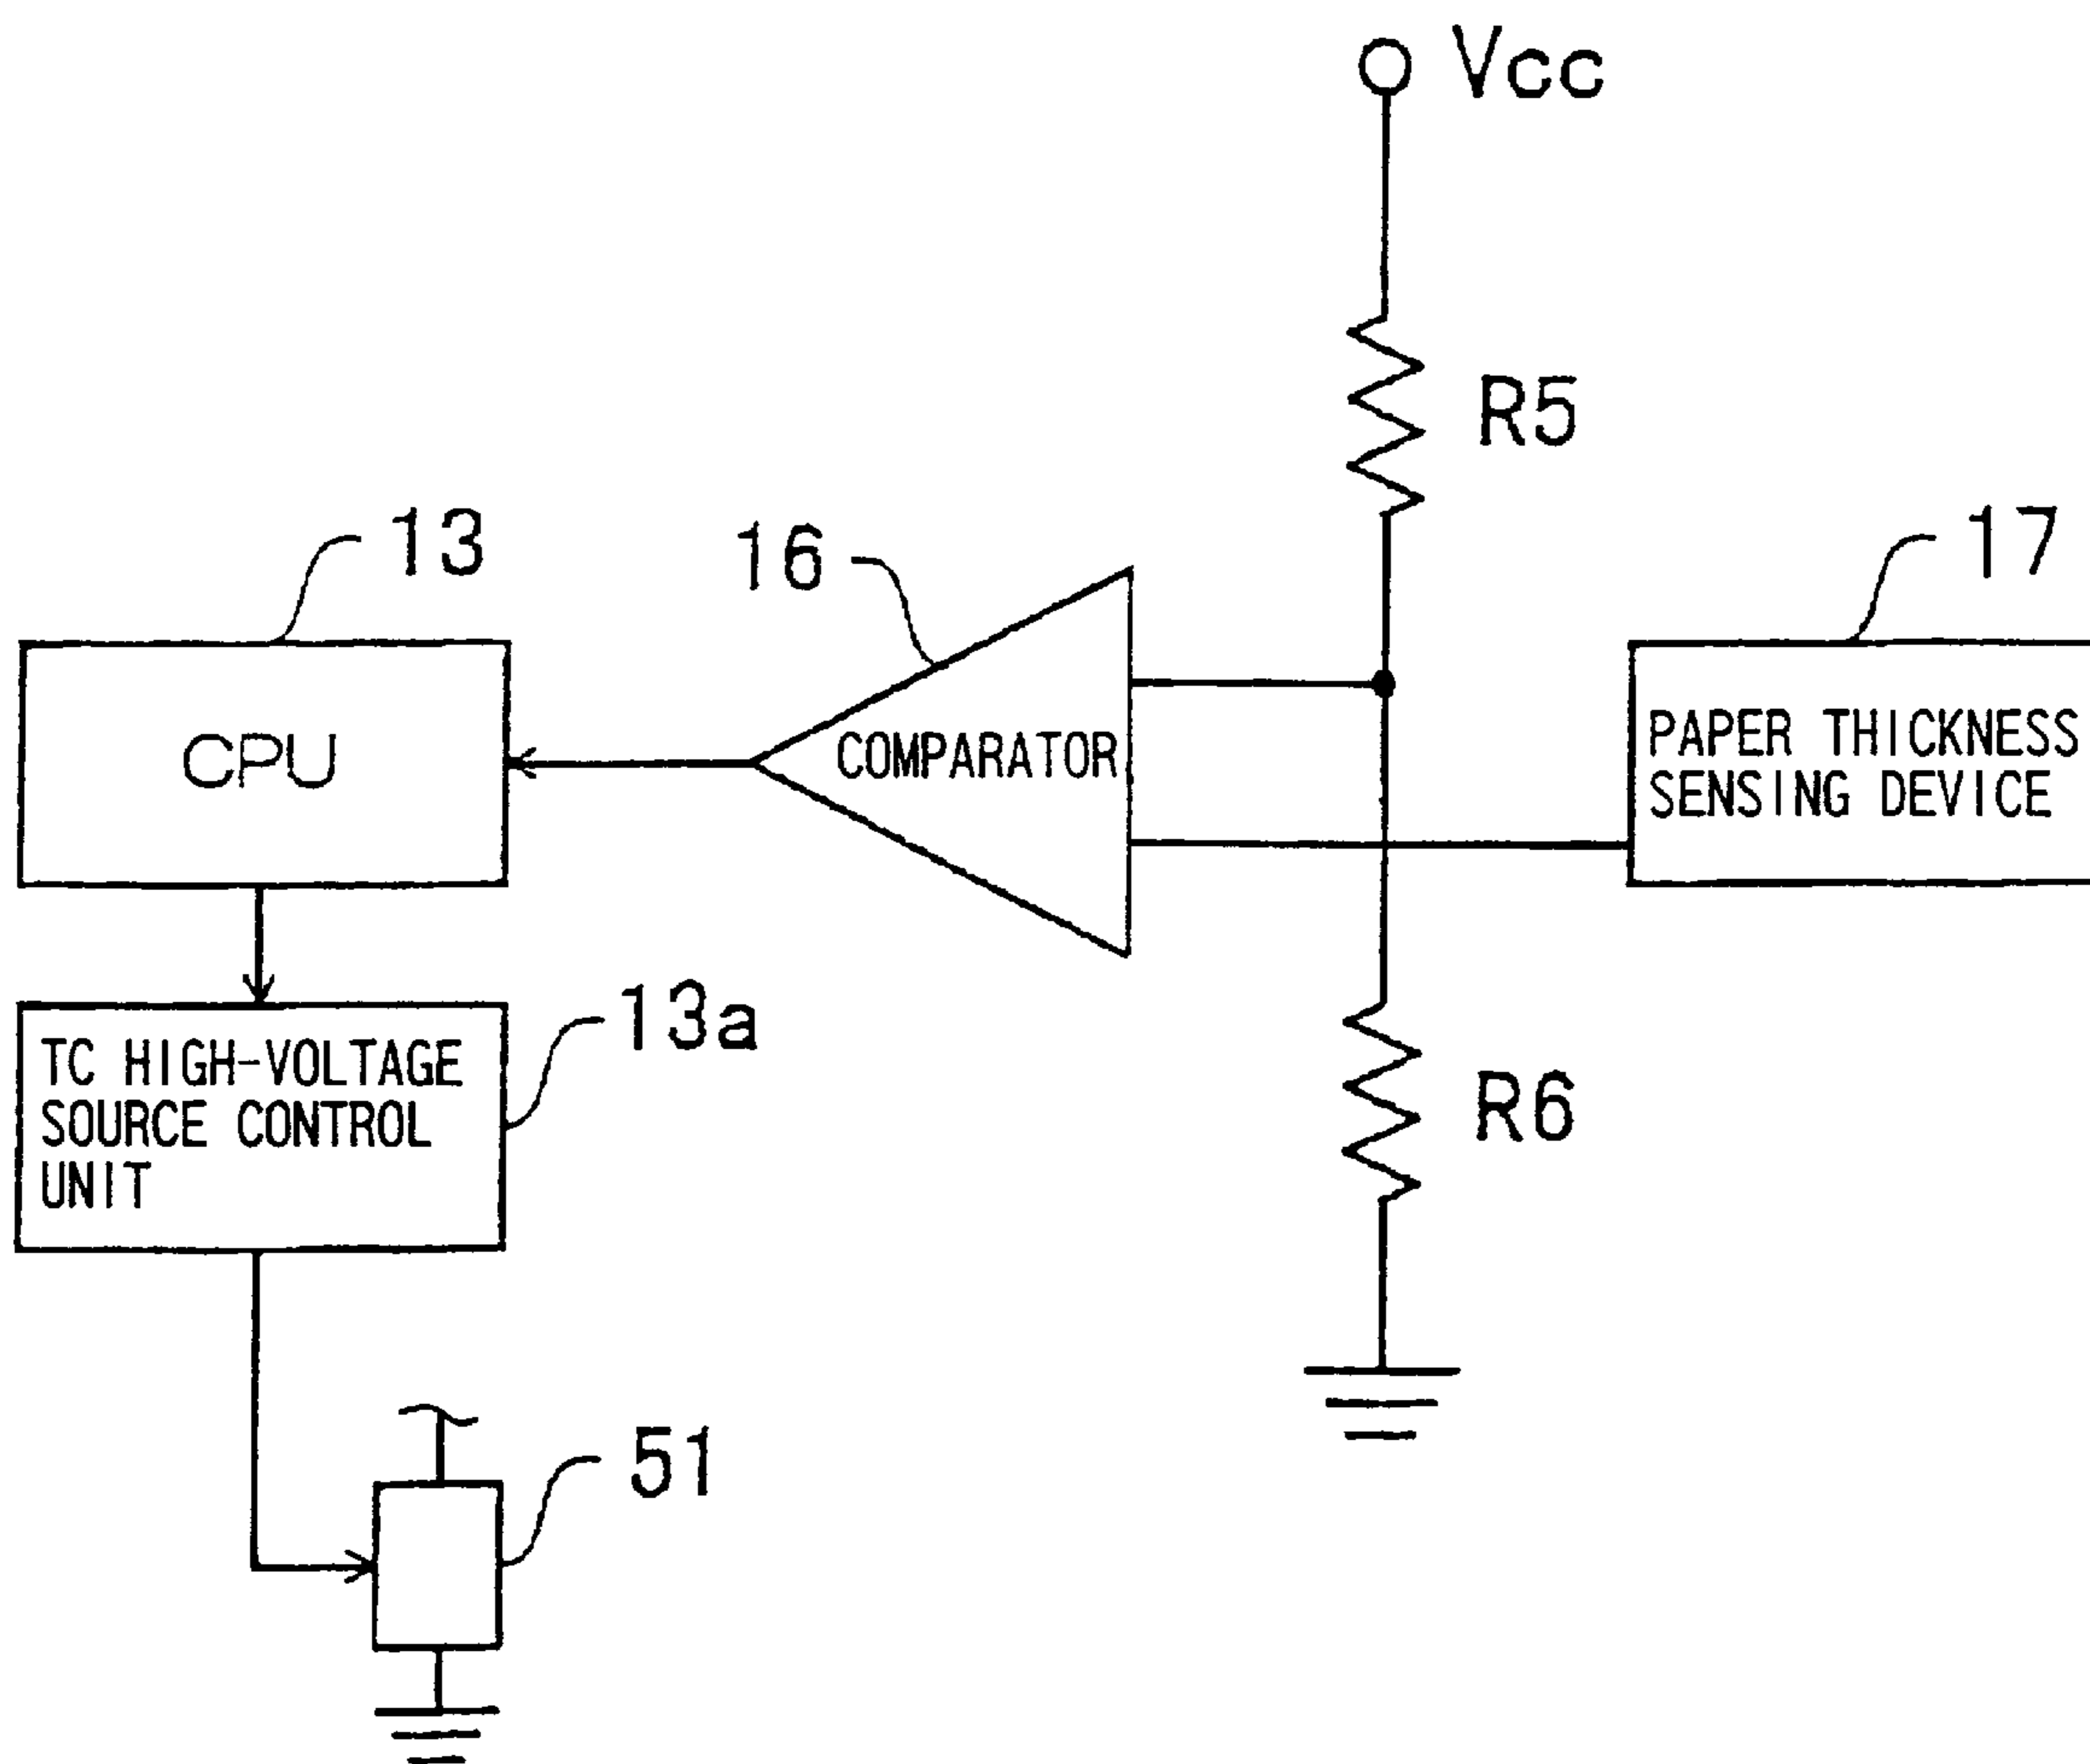 Vcc
R5
13
16
17
CPU
COMPARATOR
PAPER THICKNESS
SENSING DEVICE
13a
TC HIGH-VOLTAGE
SOURCE CONTROL
UNIT
R6
51